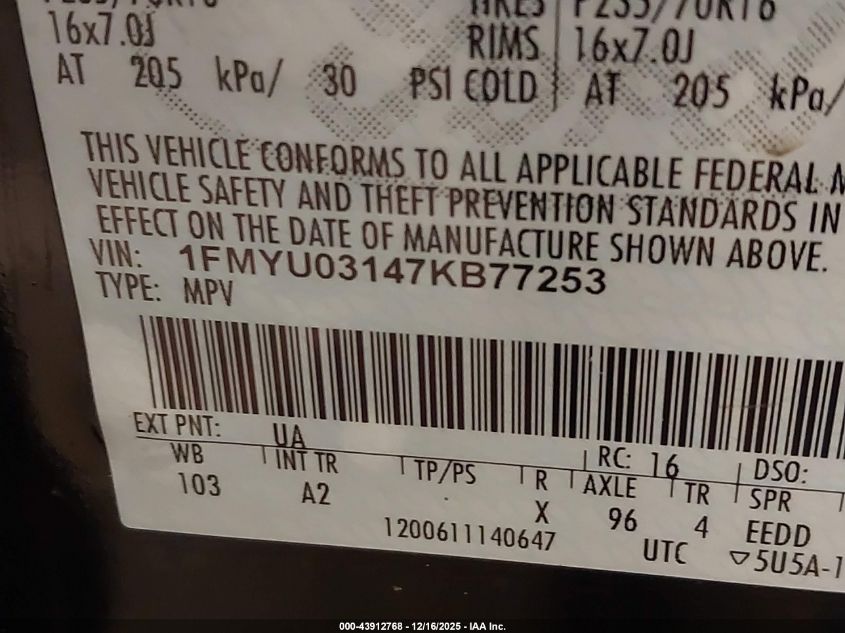 16x7.0J
RIMS 16x7.0J
AT 205 kPa/ 30 PSI COLD AT 205 kPa/
THIS VEHICLE CONFORMS TO ALL APPLICABLE FEDERAL
VEHICLE SAFETY AND THEFT PREVENTION STANDARDS IN
EFFECT ON THE DATE OF MANUFACTURE SHOWN ABOVE.
VIN: 1FMYU03147KB77253
TYPE: MPV
EXT PNT: UA RC: 16 DSO:
WB INT TR TP/PS R AXLE TR SPR
103 A2 X 96 4 EEDD
1200611140647 UTC ▽5U5A-1
000-43912768 - 12/16/2025 - IAA Inc.